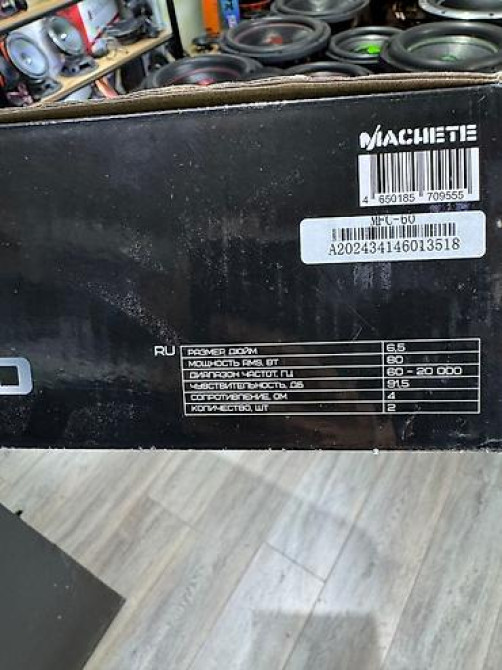 MACHETE
4 650185 709555
MFC-60
A202434146013518
RU
РАЗМЕР, ДЮЙМ 6,5
МОЩНОСТЬ RMS, ВТ 60
ДИАПАЗОН ЧАСТОТ, ГЦ 60 - 20 000
ЧУВСТВИТЕЛЬНОСТЬ, ДБ 91,5
СОПРОТИВЛЕНИЕ, ОМ 4
КОЛИЧЕСТВО, ШТ 2